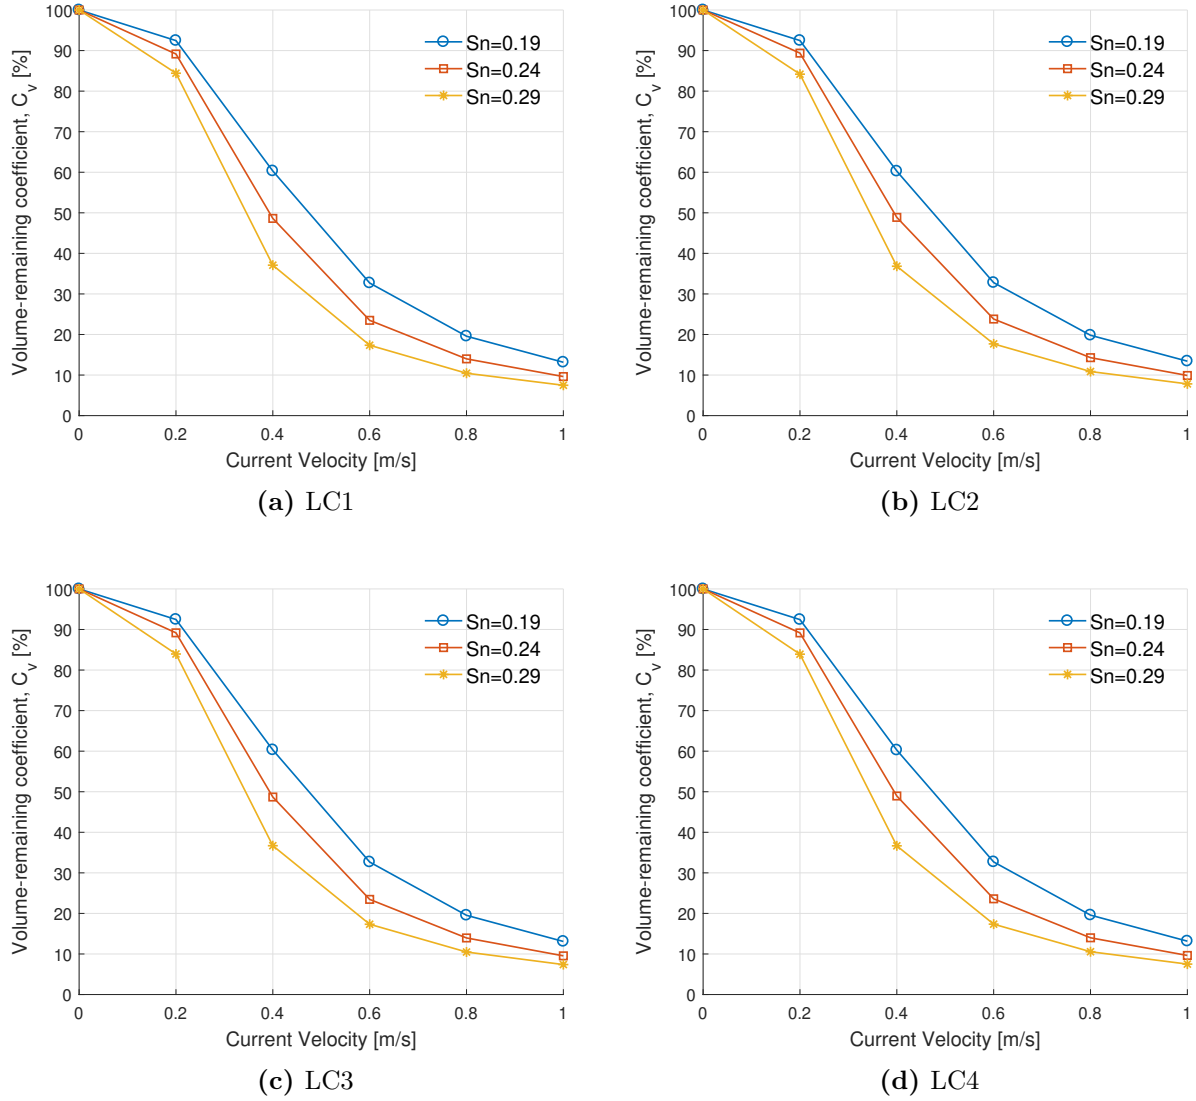 Volume-remaining coefficient, C_v [%]
100
90
80
70
60
50
40
30
20
10
0
Sn=0.19
Sn=0.24
Sn=0.29
0 0.2 0.4 0.6 0.8 1
Current Velocity [m/s]
(a) LC1
Volume-remaining coefficient, C_v [%]
100
90
80
70
60
50
40
30
20
10
0
Sn=0.19
Sn=0.24
Sn=0.29
0 0.2 0.4 0.6 0.8 1
Current Velocity [m/s]
(b) LC2
Volume-remaining coefficient, C_v [%]
100
90
80
70
60
50
40
30
20
10
0
Sn=0.19
Sn=0.24
Sn=0.29
0 0.2 0.4 0.6 0.8 1
Current Velocity [m/s]
(c) LC3
Volume-remaining coefficient, C_v [%]
100
90
80
70
60
50
40
30
20
10
0
Sn=0.19
Sn=0.24
Sn=0.29
0 0.2 0.4 0.6 0.8 1
Current Velocity [m/s]
(d) LC4